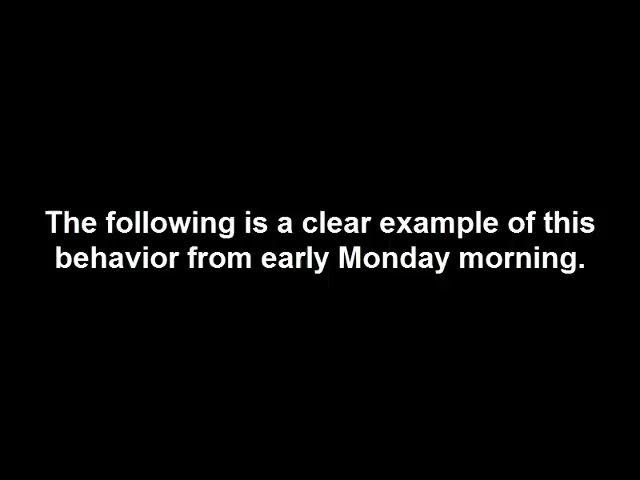 The following is a clear example of this
behavior from early Monday morning.